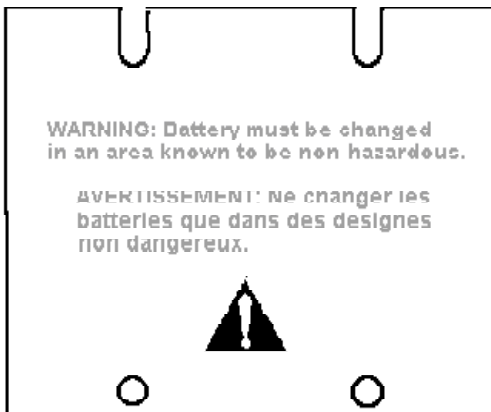 WARNING: Battery must be changed
in an area known to be non hazardous.
AVERTISSEMENT: Ne changer les
batteries que dans des designes
non dangereux.